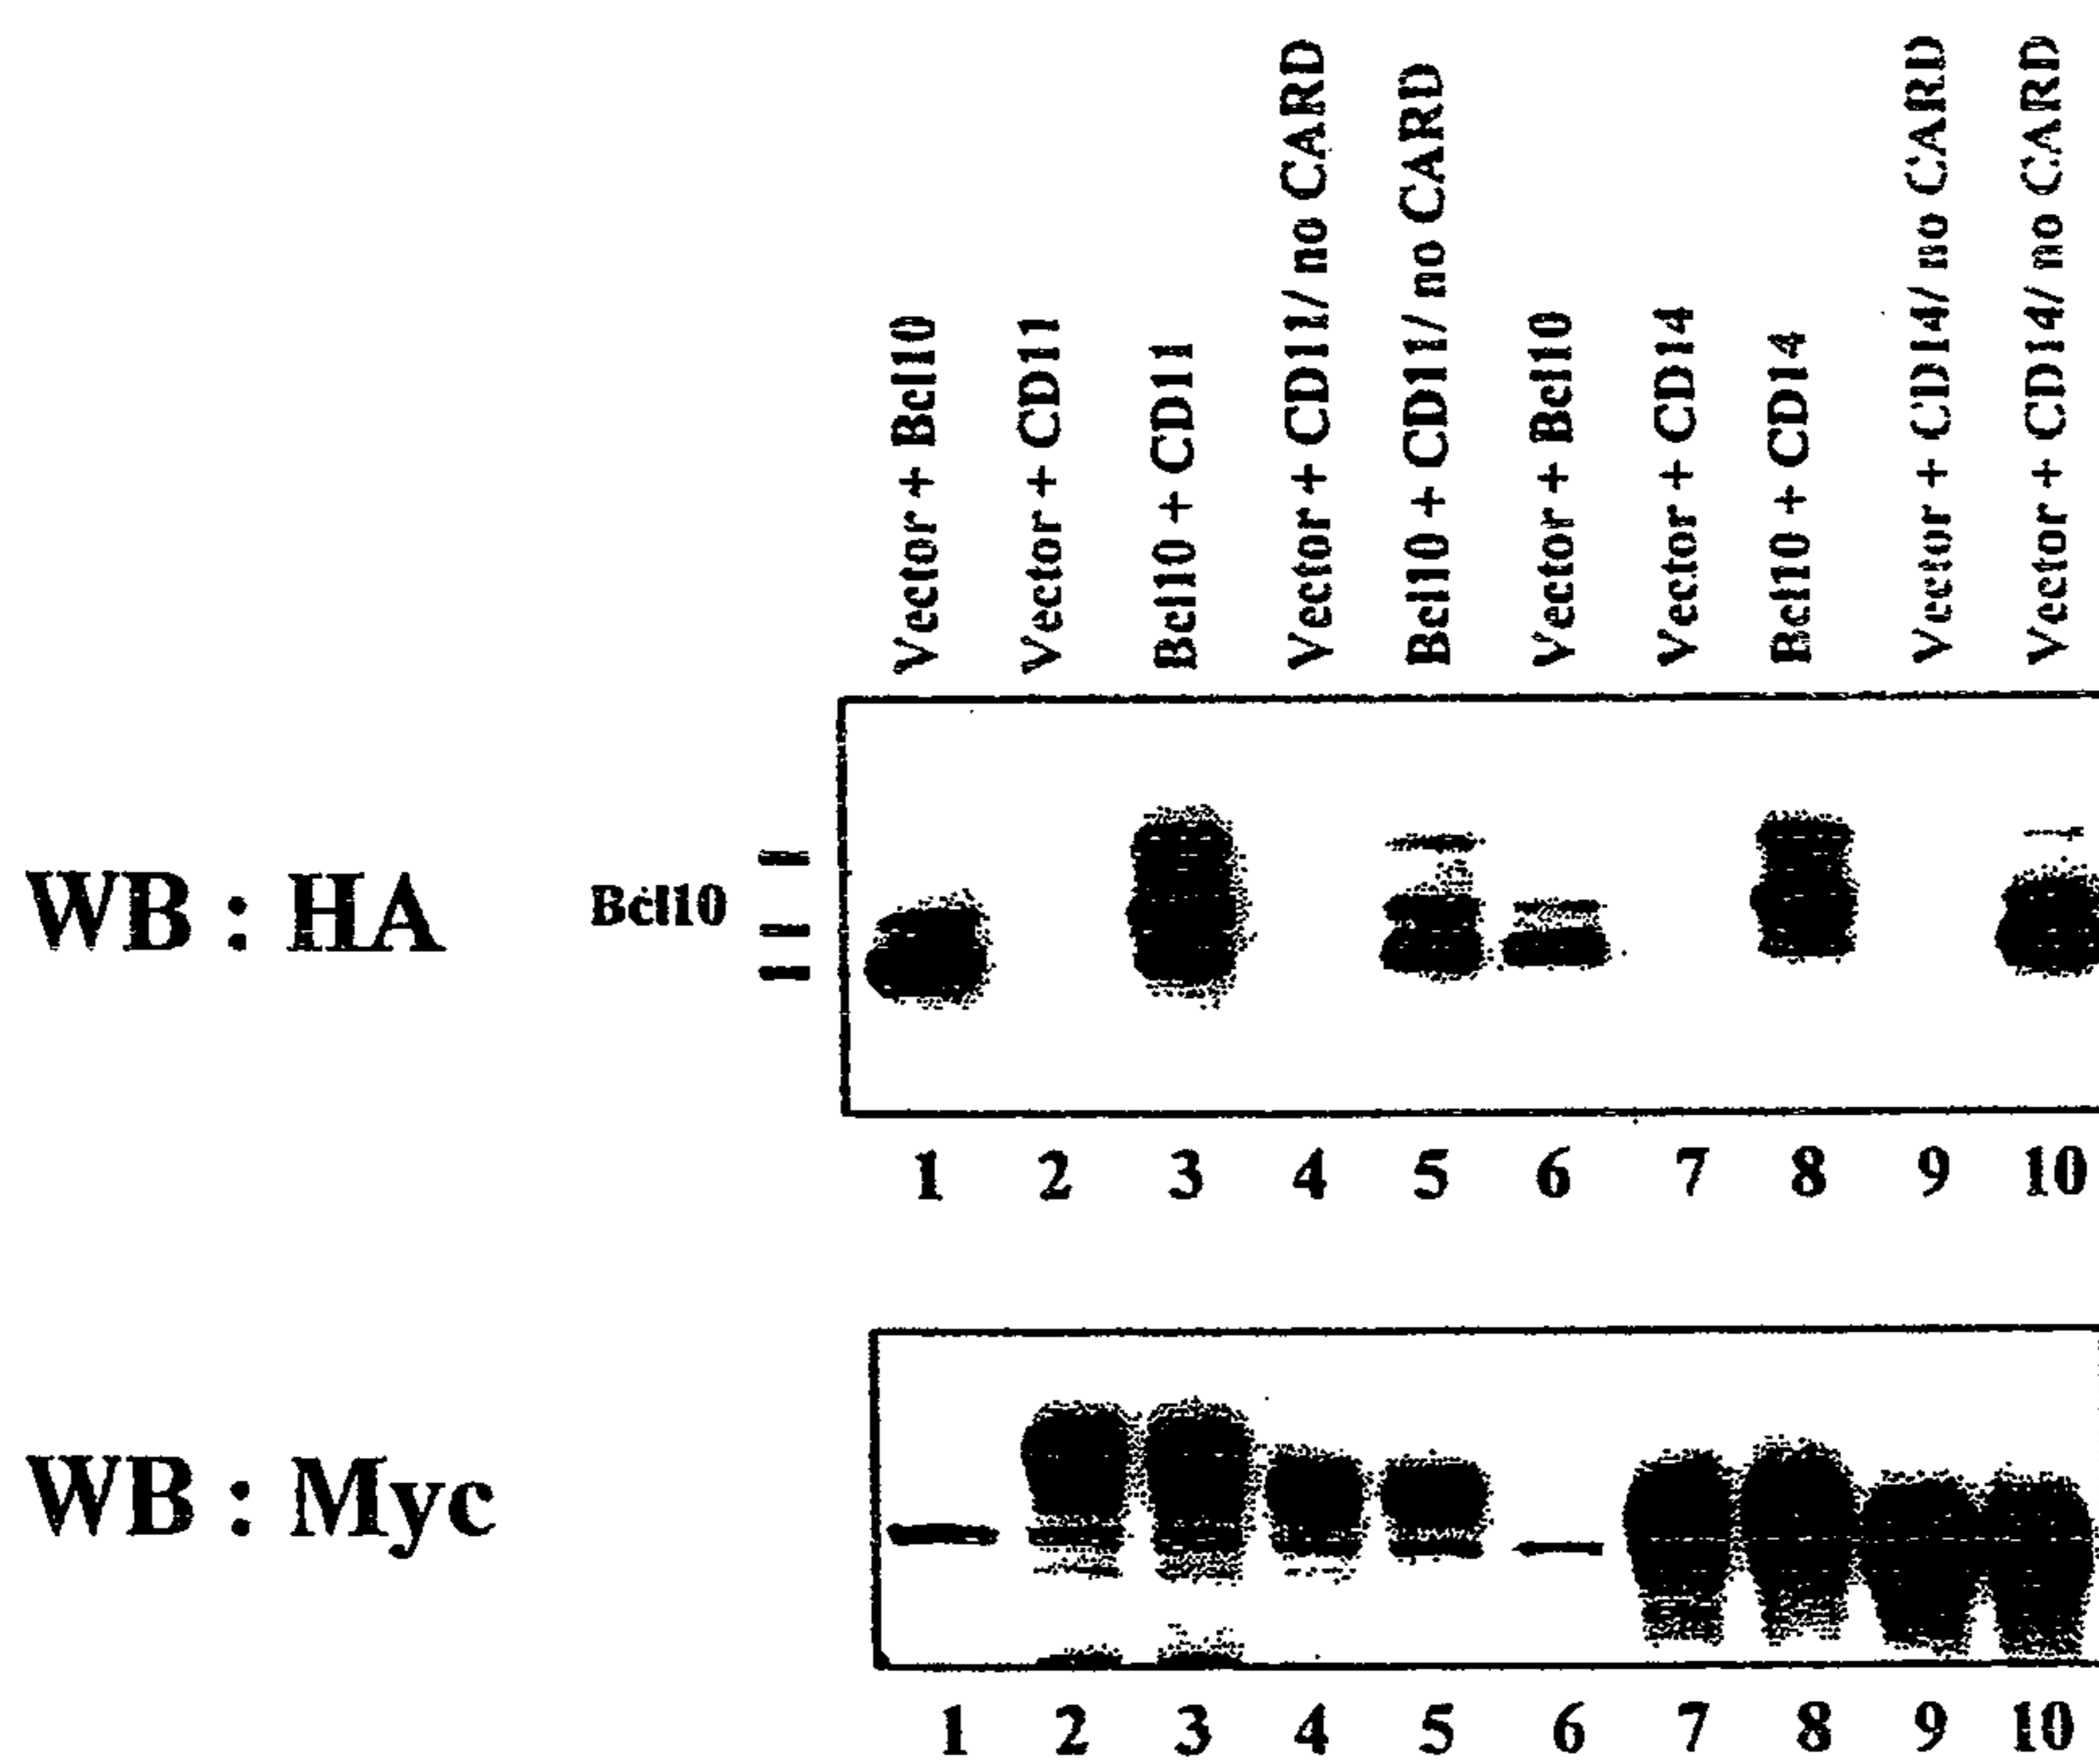 Vector + Bcl10
Vector + CD11
Bcl10 + CD11
Vector + CD11/ no CARD
Bcl10 + CD11/ no CARD
Vector + Bcl10
Vector + CD14
Bcl10 + CD14
Vector + CD14/ no CARD
Vector + CD14/ no CARD
WB : HA
Bcl10
1 2 3 4 5 6 7 8 9 10
WB : Myc
1 2 3 4 5 6 7 8 9 10